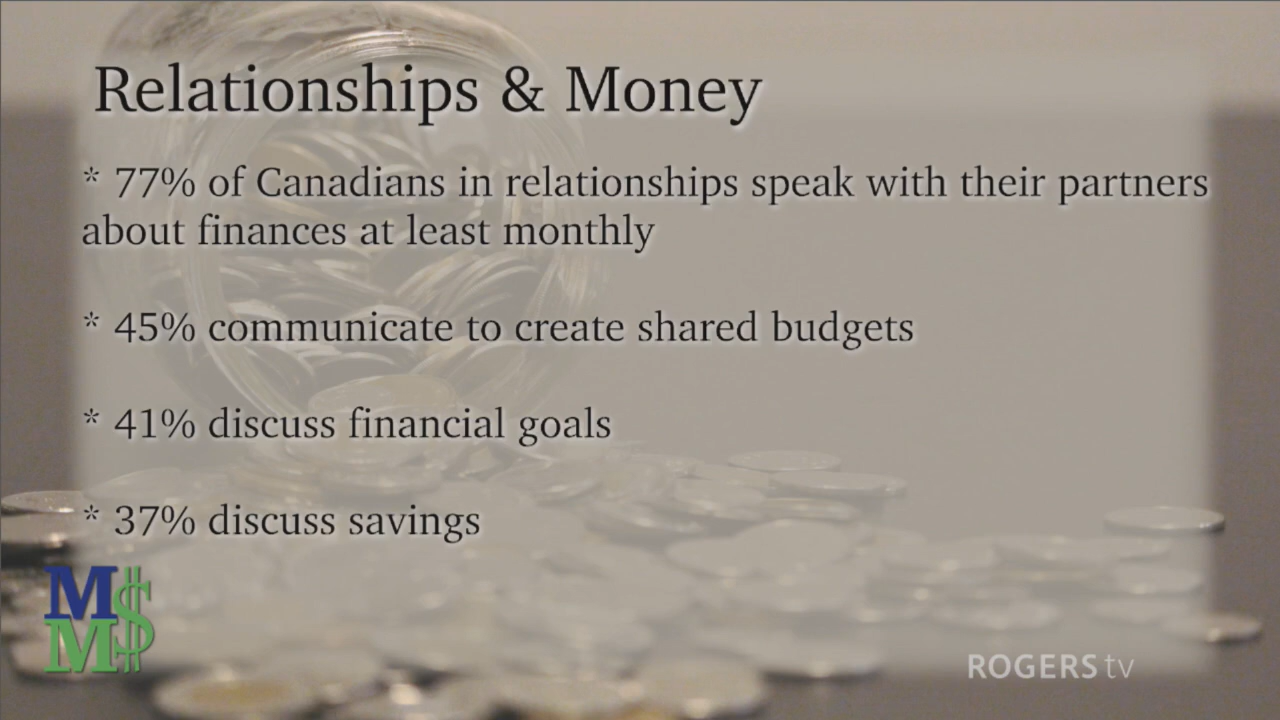 Relationships & Money
* 77% of Canadians in relationships speak with their partners
about finances at least monthly
* 45% communicate to create shared budgets
* 41% discuss financial goals
* 37% discuss savings
M$
M
ROGERS tv